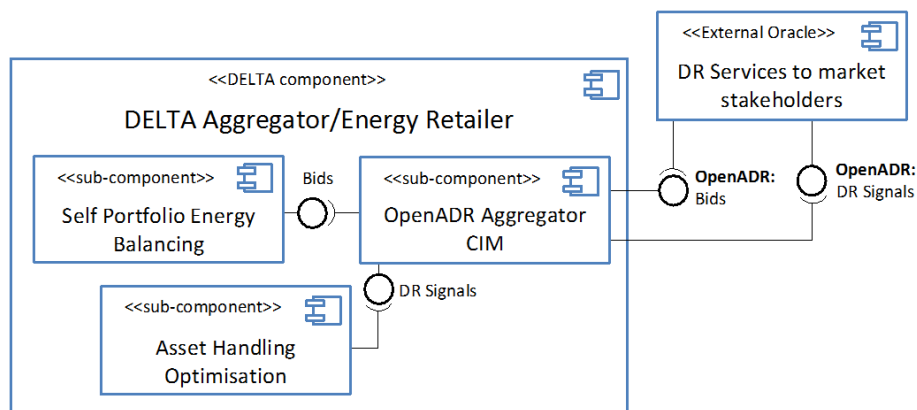 <<External Oracle>>
DR Services to market
stakeholders
<<DELTA component>>
DELTA Aggregator/Energy Retailer
<<sub-component>>
Self Portfolio Energy
Balancing
Bids
<<sub-component>>
OpenADR Aggregator
CIM
OpenADR:
Bids
OpenADR:
DR Signals
DR Signals
<<sub-component>>
Asset Handling
Optimisation